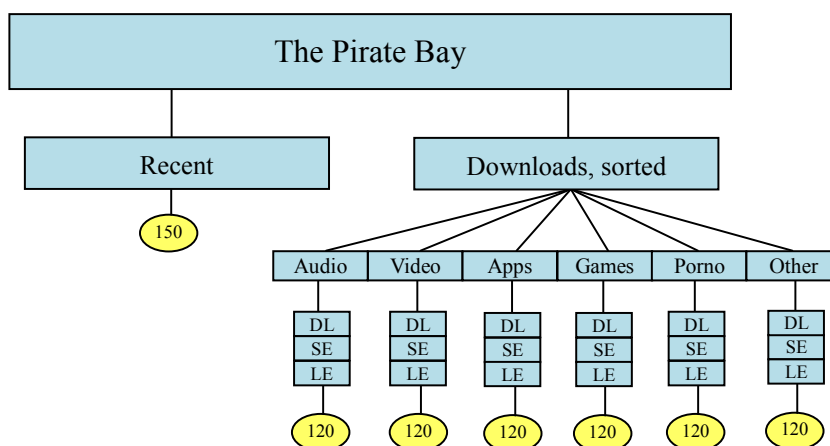 The Pirate Bay
Recent
Downloads, sorted
150
Audio Video Apps Games Porno Other
DL DL DL DL DL DL
SE SE SE SE SE SE
LE LE LE LE LE LE
120 120 120 120 120 120